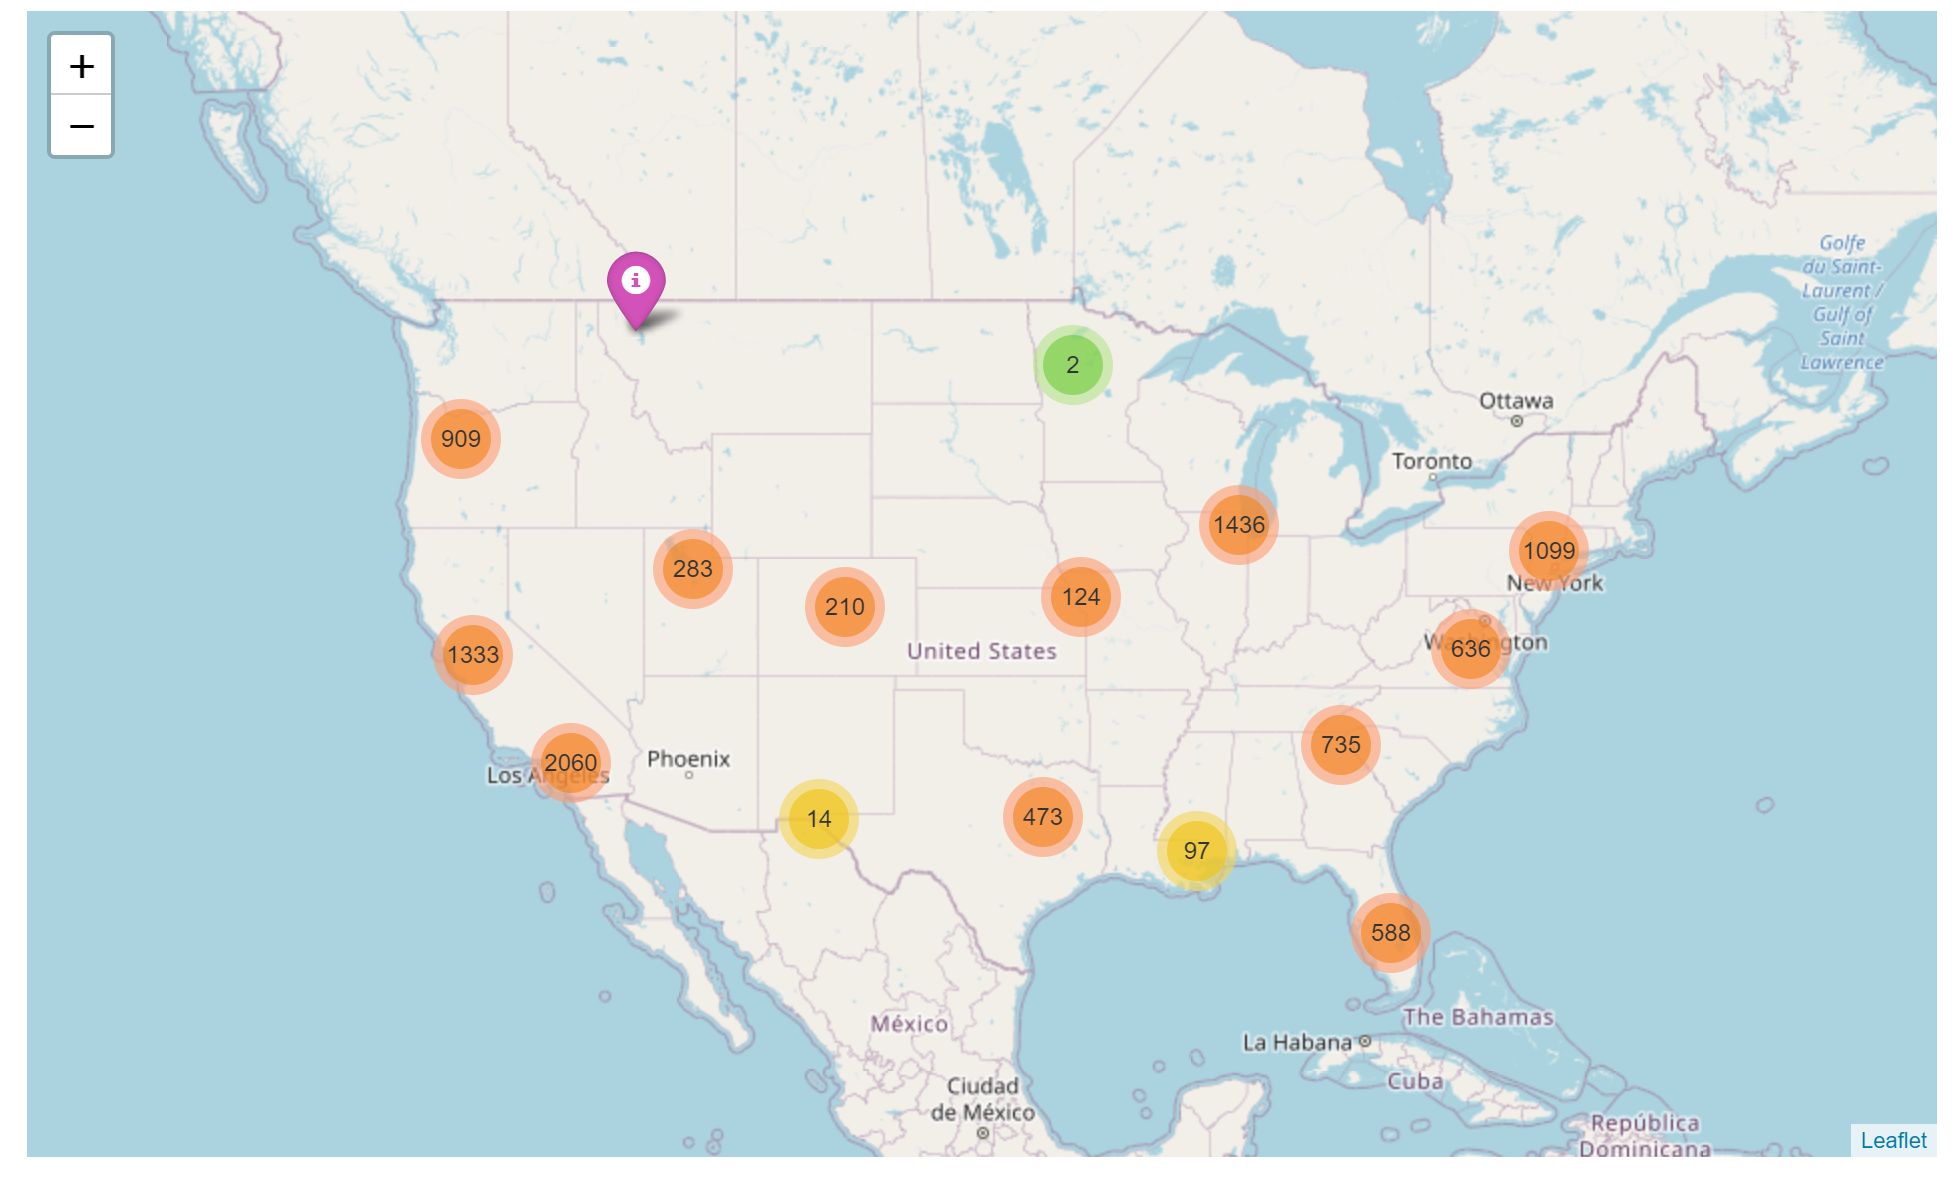 +
−
i
Golfe
du Saint-
Laurent /
Gulf of
Saint
Lawrence
2
Ottawa
909
Toronto
1436
1099
283
New York
124
210
Washington
636
United States
1333
735
Phoenix
2060
Los Angeles
14
473
97
588
The Bahamas
México
La Habana
Cuba
Ciudad
de México
República
Dominicana
Leaflet